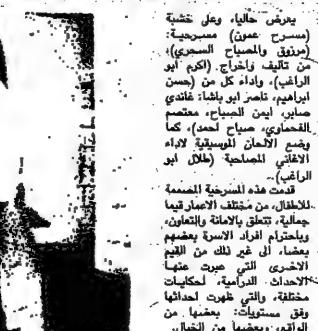 يعرض حاليا، وعلى خشبة
(مسرح عمون) مسرحية:
(مرزوق والمصباح السحري)،
من تأليف واخراج (اكرم ابو
الراغب)، واداء كل من (حسن
ابراهيم، ناصر ابو باشا، غاندي
صابر، ايمن الصباح، معتصم
القحماوي، صباح احمد)، كما
وضع الالحان الموسيقية لاداء
الاغاني المصاحبة (طلال ابو
الراغب).
قدمت هذه المسرحية المصممة
للاطفال، من مختلف الاعمار قيما
جمالية، تتعلق بالامانة والتعاون،
وباحترام افراد الاسرة بعضهم
بعضا، الى غير ذلك من القيم
الاخرى التي عبرت عنها
الاحداث الدرامية، لحكايات
مختلفة، والتي ظهرت احداثها
وفق مستويات: بعضها من
الواقع، وبعضها من الخيال.